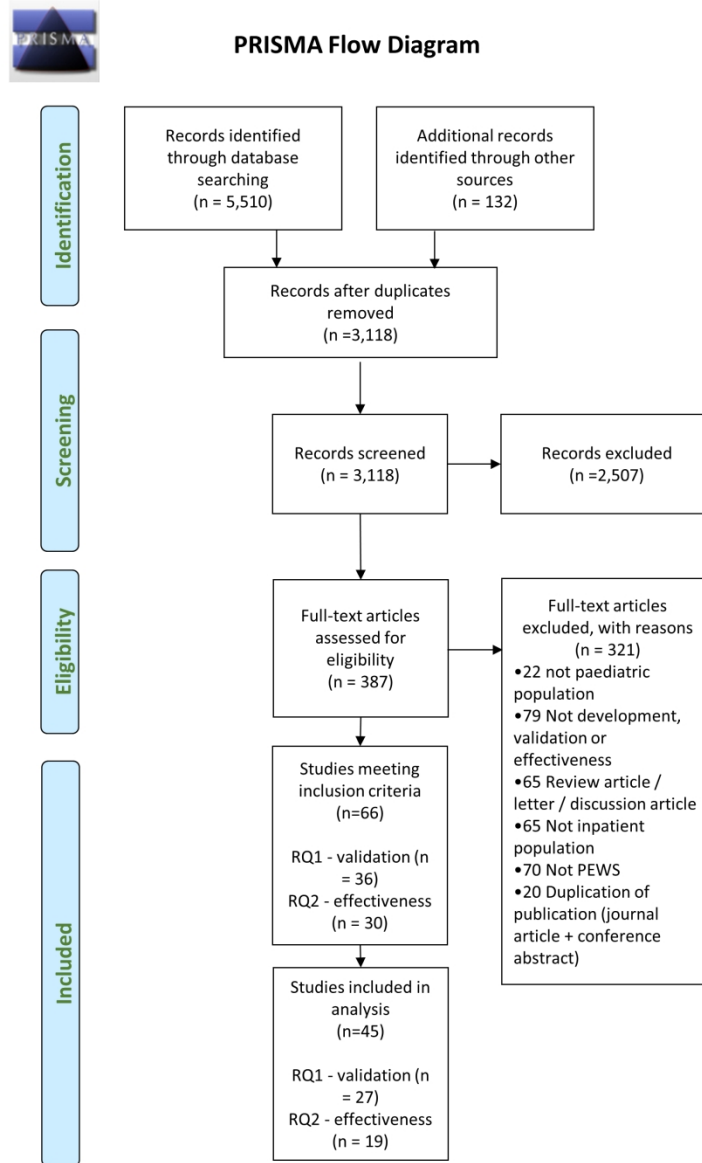 PRISMA
PRISMA Flow Diagram
Identification
Records identified
through database
searching
(n = 5,510)
Additional records
identified through other
sources
(n = 132)
Records after duplicates
removed
(n =3,118)
Screening
Records screened
(n = 3,118)
Records excluded
(n =2,507)
Eligibility
Full-text articles
assessed for
eligibility
(n = 387)
Full-text articles
excluded, with reasons
(n = 321)
•22 not paediatric
population
•79 Not development,
validation or
effectiveness
•65 Review article /
letter / discussion article
•65 Not inpatient
population
•70 Not PEWS
•20 Duplication of
publication (journal
article + conference
abstract)
Included
Studies meeting
inclusion criteria
(n=66)
RQ1 - validation (n
= 36)
RQ2 - effectiveness
(n = 30)
Studies included in
analysis
(n=45)
RQ1 - validation (n
= 27)
RQ2 - effectiveness
(n = 19)